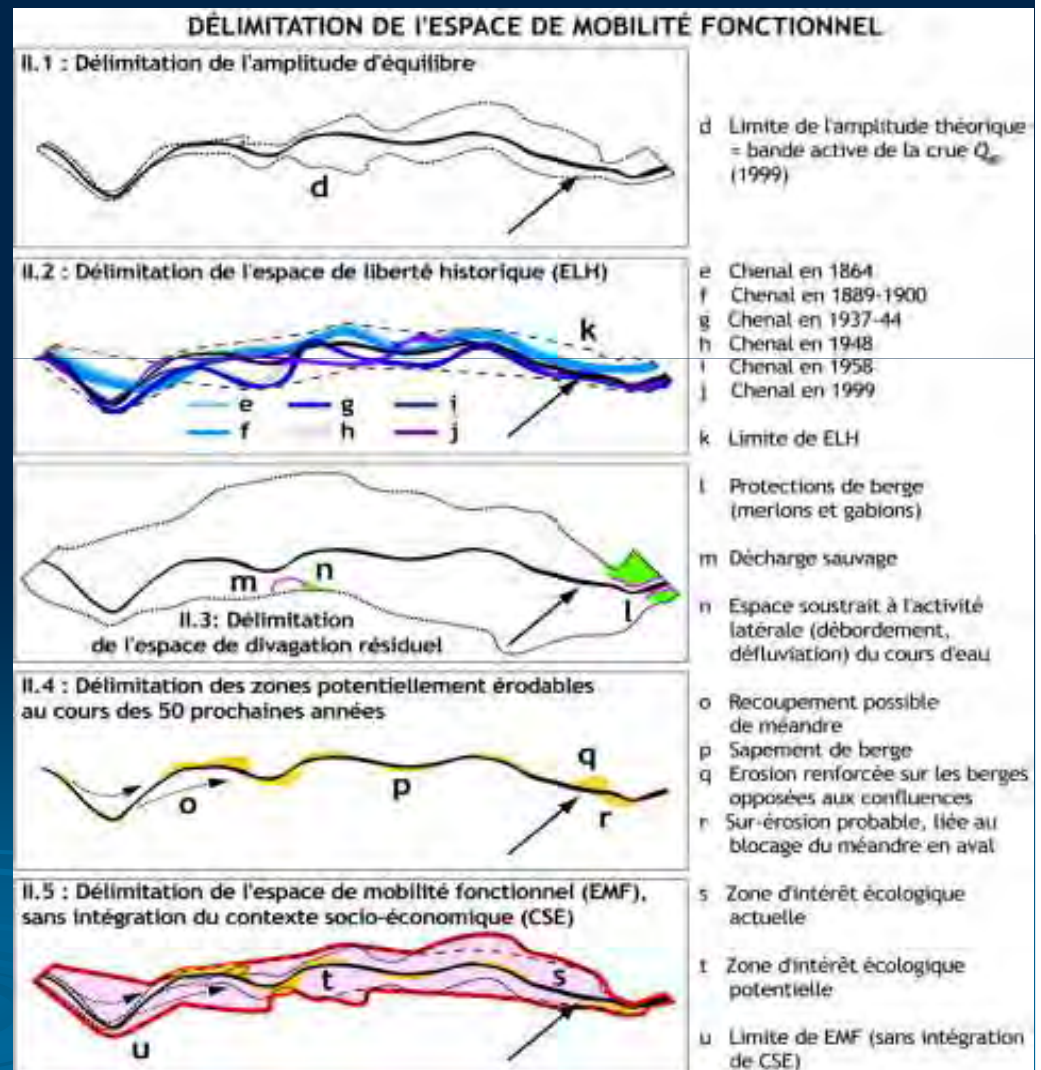 DÉLIMITATION DE l'ESPACE DE MOBILITÉ FONCTIONNEL
II.1 : Délimitation de l'amplitude d'équilibre
d
d Limite de l'amplitude théorique
= bande active de la crue Q
(1999)
II.2 : Délimitation de l'espace de liberté historique (ELH)
k
e g i
f h j
e Chenal en 1864
f Chenal en 1889-1900
g Chenal en 1937-44
h Chenal en 1948
i Chenal en 1958
j Chenal en 1999
k Limite de ELH
m n
l
II.3: Délimitation
de l'espace de divagation résiduel
l Protections de berge
(merlons et gabions)
m Décharge sauvage
n Espace soustrait à l'activité
latérale (débordement,
défluviation) du cours d'eau
II.4 : Délimitation des zones potentiellement érodables
au cours des 50 prochaines années
q
o p r
o Recoupement possible
de méandre
p Sapement de berge
q Erosion renforcée sur les berges
opposées aux confluences
r Sur-érosion probable, liée au
blocage du méandre en aval
II.5 : Délimitation de l'espace de mobilité fonctionnel (EMF),
sans intégration du contexte socio-économique (CSE)
t s
u
s Zone d'intérêt écologique
actuelle
t Zone d'intérêt écologique
potentielle
u Limite de EMF (sans intégration
de CSE)